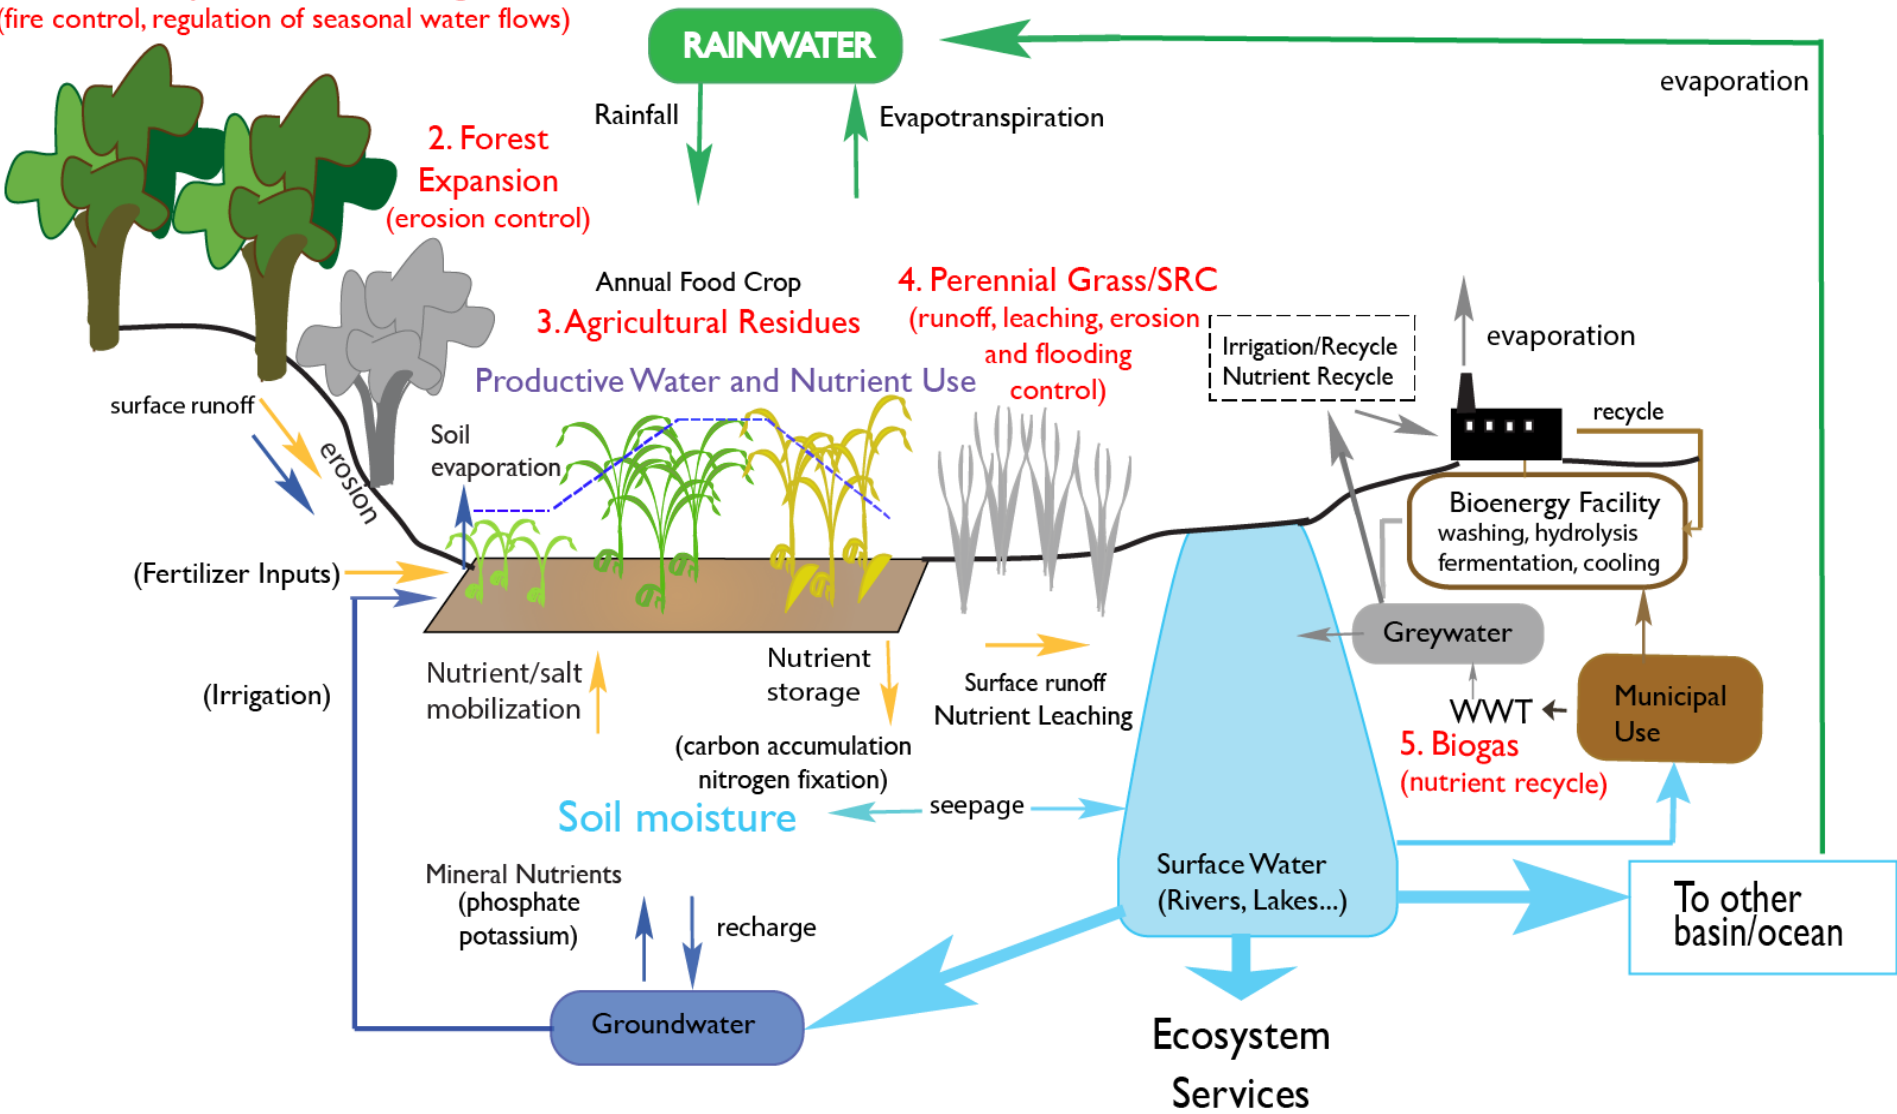 (fire control, regulation of seasonal water flows)
RAINWATER
evaporation
Rainfall
Evapotranspiration
2. Forest
Expansion
(erosion control)
Annual Food Crop
3. Agricultural Residues
4. Perennial Grass/SRC
(runoff, leaching, erosion
and flooding
control)
Productive Water and Nutrient Use
Irrigation/Recycle
Nutrient Recycle
evaporation
recycle
surface runoff
erosion
Soil
evaporation
Bioenergy Facility
washing, hydrolysis
fermentation, cooling
(Fertilizer Inputs)
(Irrigation)
Nutrient/salt
mobilization
Nutrient
storage
(carbon accumulation
nitrogen fixation)
Surface runoff
Nutrient Leaching
Greywater
WWT
Municipal
Use
5. Biogas
(nutrient recycle)
Soil moisture
seepage
Mineral Nutrients
(phosphate
potassium)
recharge
Groundwater
Surface Water
(Rivers, Lakes...)
To other
basin/ocean
Ecosystem
Services